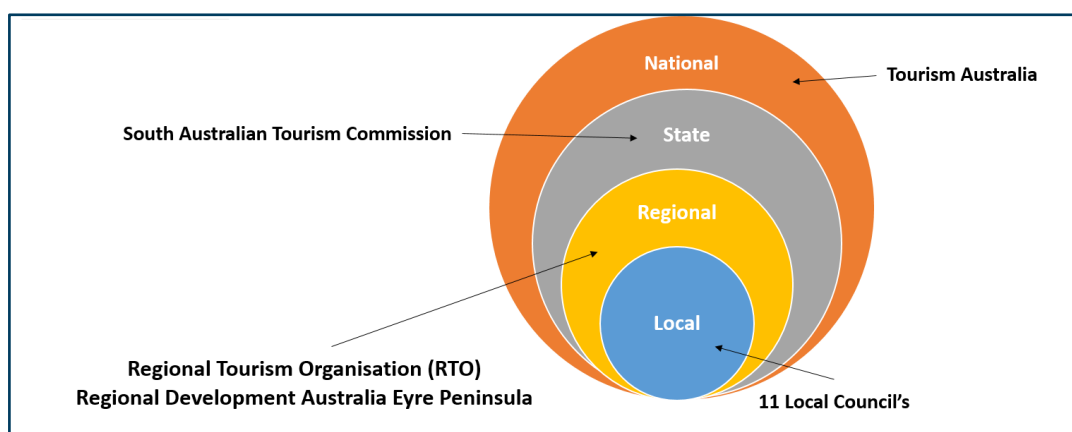 National
Tourism Australia
South Australian Tourism Commission
State
Regional
Local
Regional Tourism Organisation (RTO)
Regional Development Australia Eyre Peninsula
11 Local Council's